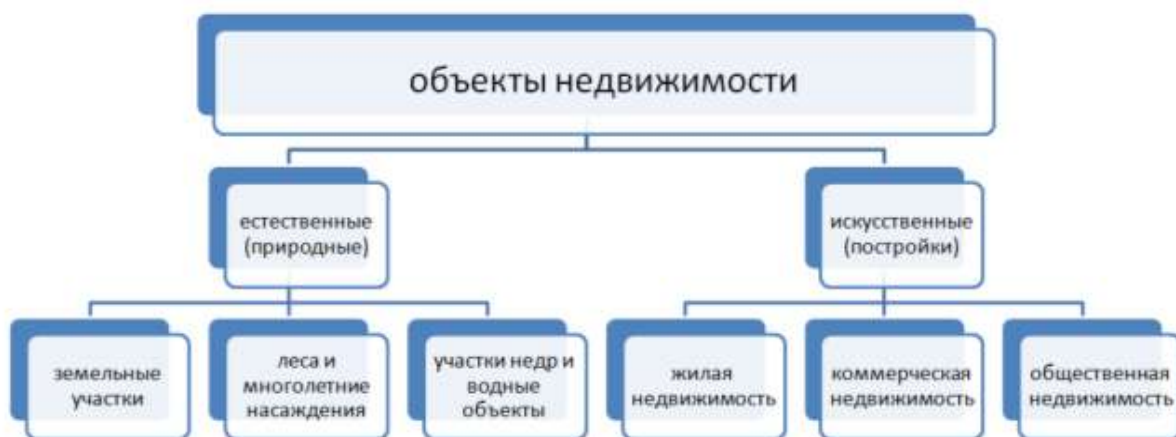 объекты недвижимости
естественные
(природные)
искусственные
(постройки)
земельные
участки
леса и
многолетние
насаждения
участки недр и
водные
объекты
жилая
недвижимость
коммерческая
недвижимость
общественная
недвижимость